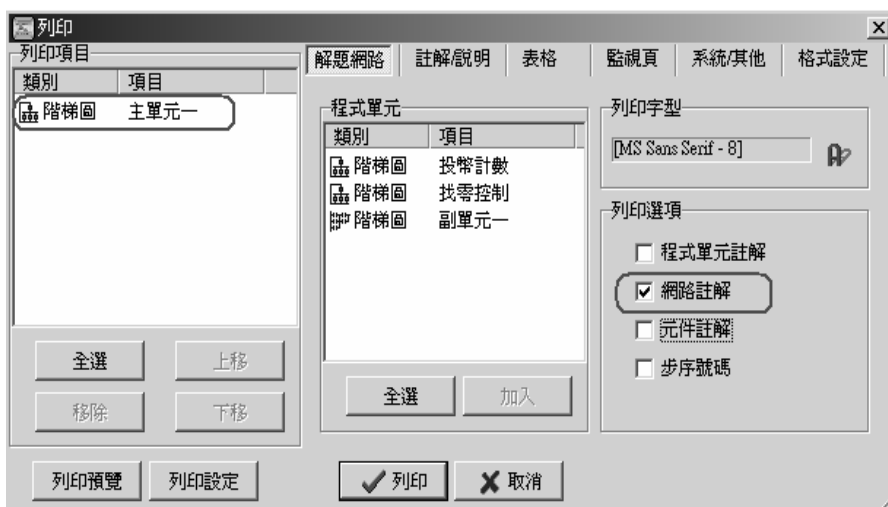 列印
列印項目
類別 項目
階梯圖 主單元一
全選 上移
移除 下移
列印預覽 列印設定
解題網路 註解/說明 表格 監視頁 系統/其他 格式設定
程式單元
類別 項目
階梯圖 投幣計數
階梯圖 找零控制
階梯圖 副單元一
全選 加入
列印字型
[MS Sans Serif - 8]
列印選項
程式單元註解
網路註解
元件註解
步序號碼
列印 取消